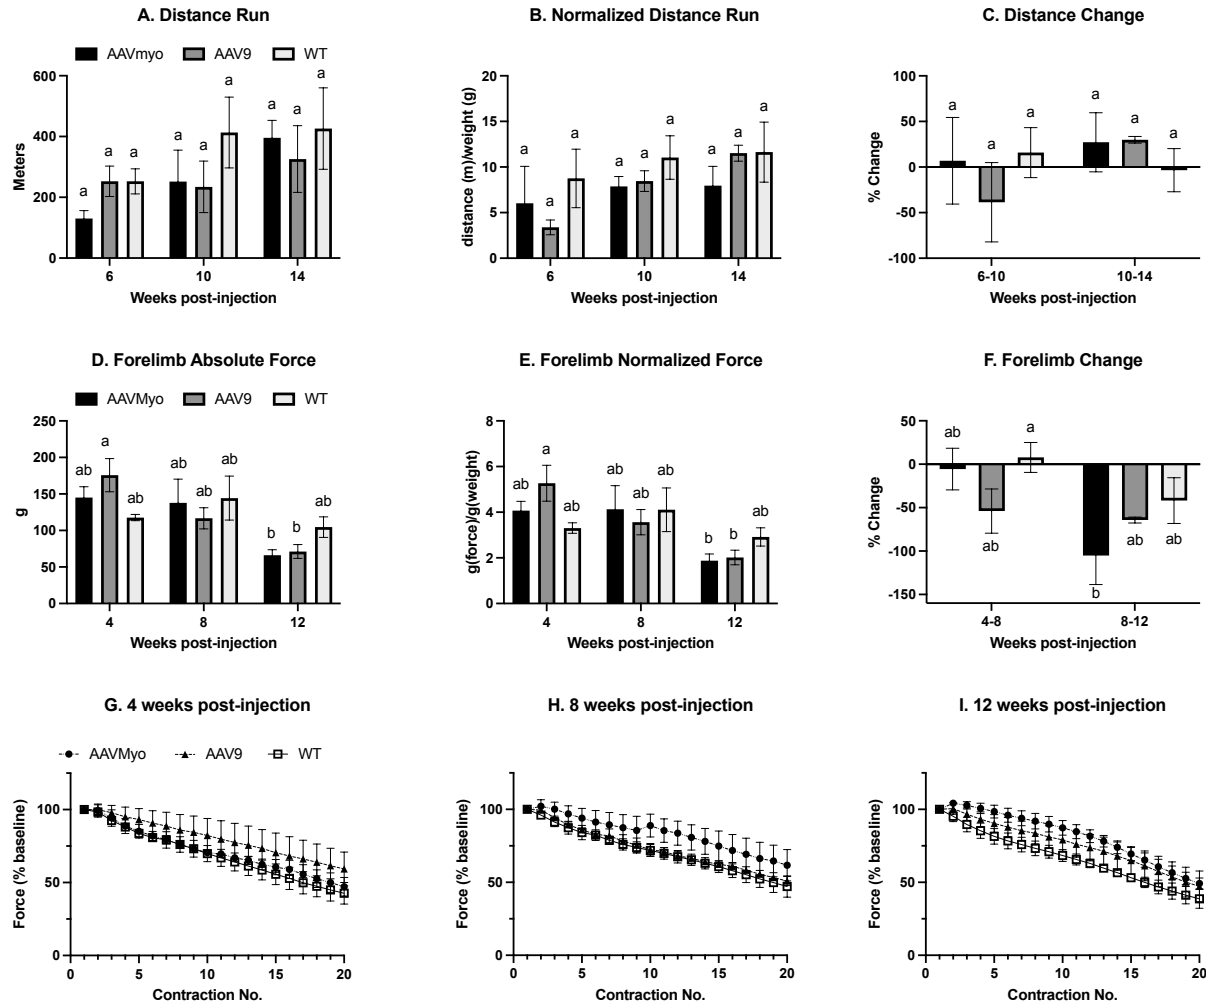 A. Distance Run
AAVmyo AAV9 WT
Meters
600
400
200
0
a a a a a a a a a
6 10 14
Weeks post-injection
B. Normalized Distance Run
distance (m)/weight (g)
20
15
10
5
0
a a a a a a a a a
6 10 14
Weeks post-injection
C. Distance Change
% Change
100
50
0
-50
-100
a a a a a a
6-10 10-14
Weeks post-injection
D. Forelimb Absolute Force
AAVMyo AAV9 WT
g
250
200
150
100
50
0
ab a ab ab ab ab b b ab
4 8 12
Weeks post-injection
E. Forelimb Normalized Force
g(force)/g(weight)
8
6
4
2
0
ab a ab ab ab ab b b ab
4 8 12
Weeks post-injection
F. Forelimb Change
% Change
50
0
-50
-100
-150
ab ab a b ab ab
4-8 8-12
Weeks post-injection
G. 4 weeks post-injection
AAVMyo AAV9 WT
Force (% baseline)
100
50
0
0 5 10 15 20
Contraction No.
H. 8 weeks post-injection
Force (% baseline)
100
50
0
0 5 10 15 20
Contraction No.
I. 12 weeks post-injection
Force (% baseline)
100
50
0
0 5 10 15 20
Contraction No.